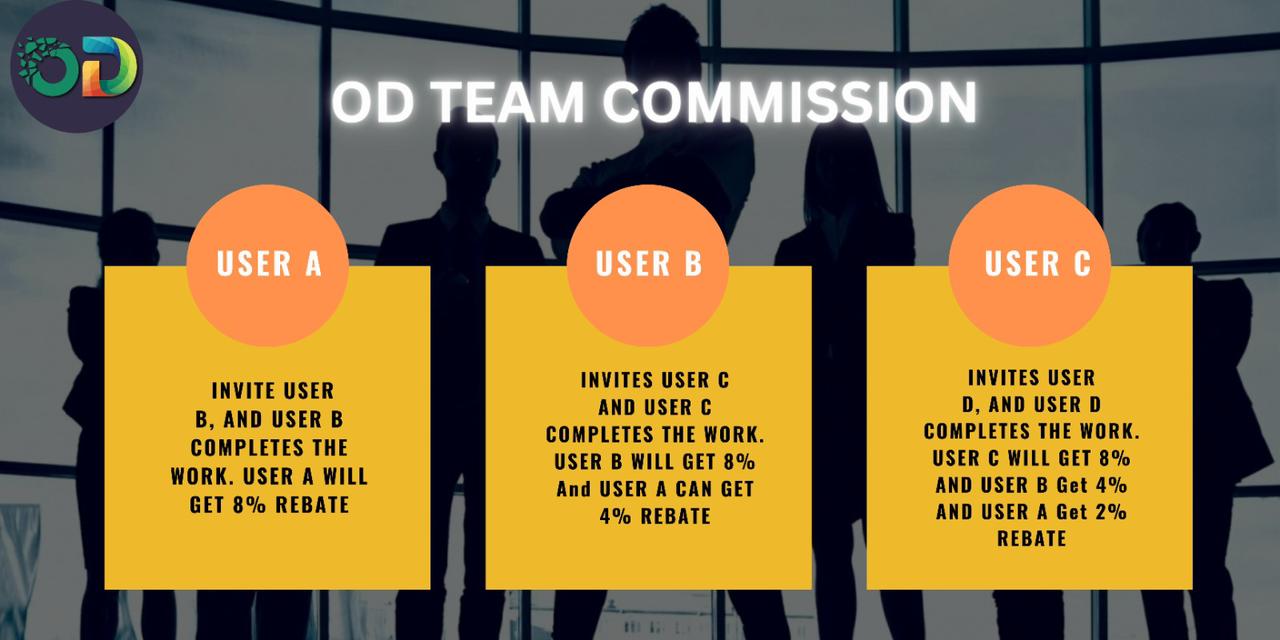 OD
OD TEAM COMMISSION
USER A
INVITE USER
B, AND USER B
COMPLETES THE
WORK. USER A WILL
GET 8% REBATE
USER B
INVITES USER C
AND USER C
COMPLETES THE WORK.
USER B WILL GET 8%
And USER A CAN GET
4% REBATE
USER C
INVITES USER
D, AND USER D
COMPLETES THE WORK.
USER C WILL GET 8%
AND USER B Get 4%
AND USER A Get 2%
REBATE